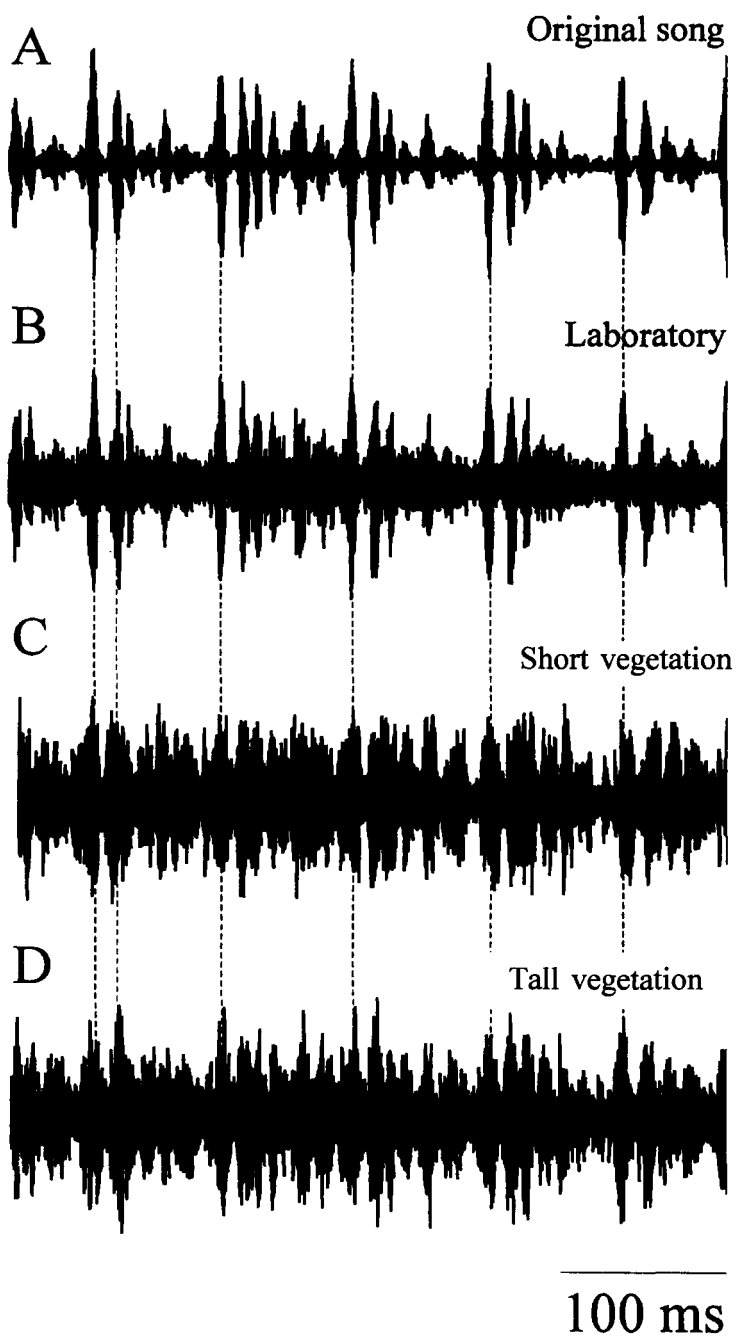 A
Original song
B
Laboratory
C
Short vegetation
D
Tall vegetation
100 ms